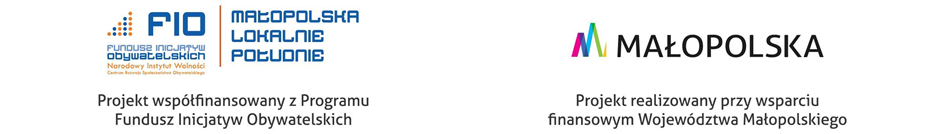 FIO
FUNDUSZ INICJATYW
OBYWATELSKICH
Narodowy Instytut Wolności
Centrum Rozwoju Społeczeństwa Obywatelskiego
MAŁOPOLSKA
LOKALNIE
POŁUDNIE
Projekt współfinansowany z Programu
Fundusz Inicjatyw Obywatelskich
MAŁOPOLSKA
Projekt realizowany przy wsparciu
finansowym Województwa Małopolskiego